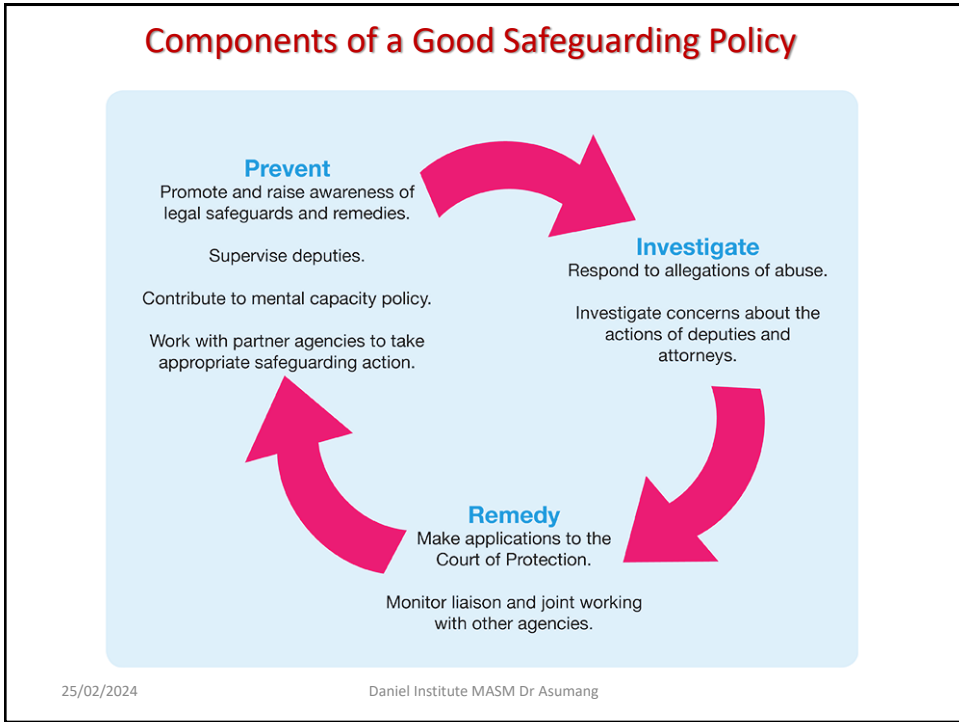 Components of a Good Safeguarding Policy
Prevent
Promote and raise awareness of
legal safeguards and remedies.
Supervise deputies.
Contribute to mental capacity policy.
Work with partner agencies to take
appropriate safeguarding action.
Investigate
Respond to allegations of abuse.
Investigate concerns about the
actions of deputies and
attorneys.
Remedy
Make applications to the
Court of Protection.
Monitor liaison and joint working
with other agencies.
25/02/2024
Daniel Institute MASM Dr Asumang